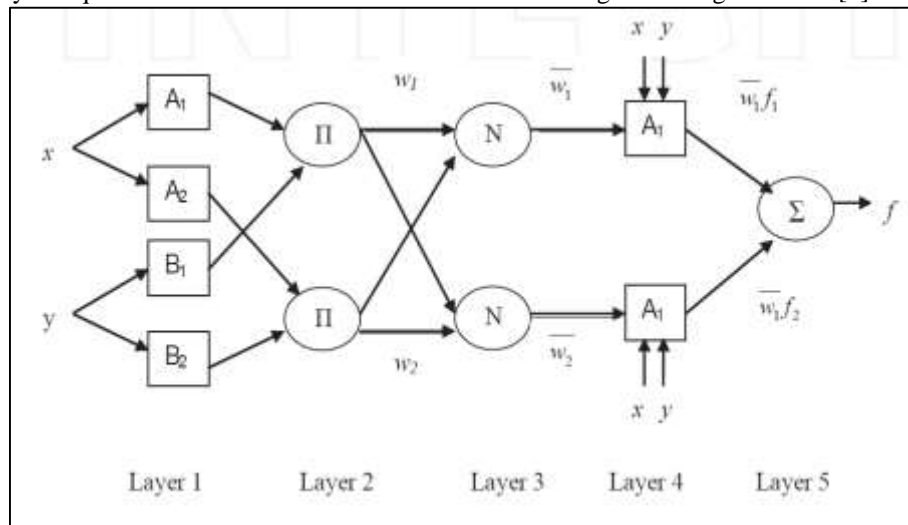 x y
w₁ w̅₁ w̅₁f₁
A₁ Π N A₁
x
A₂ Σ f
B₁
y Π N A₁
B₂ w₂ w̅₂ w̅₁f₂
x y
Layer 1 Layer 2 Layer 3 Layer 4 Layer 5